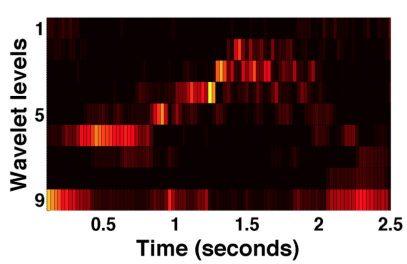 1
5
9
Wavelet levels
0.5 1 1.5 2 2.5
Time (seconds)